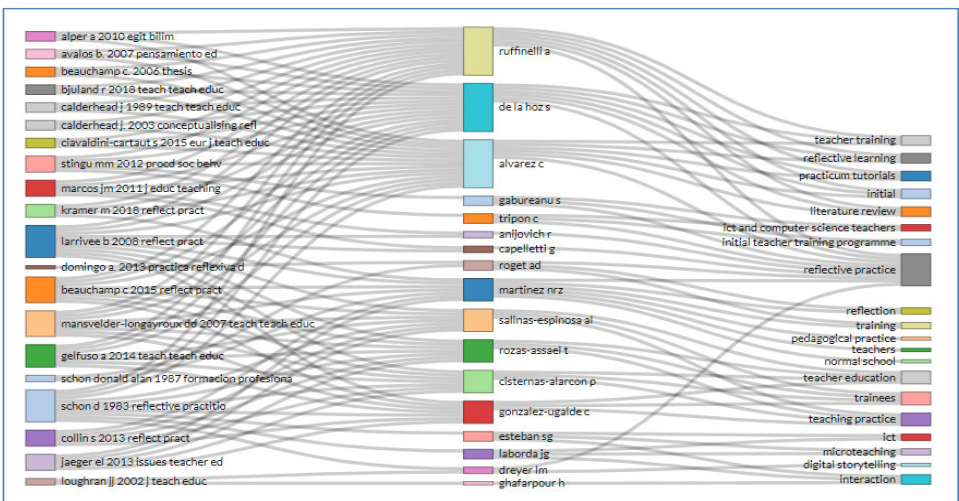 alper a 2010 egit bilim
avalos b. 2007 pensamiento ed
beauchamp c. 2006 thesis
bjuland r 2018 teach teach educ
calderhead j 1989 teach teach educ
calderhead j. 2003 conceptualising refl
clavaldini-cartaut s 2015 eur j teach educ
stingu mm 2012 procd soc behv
marcos jm 2011 j educ teaching
kramer m 2018 reflect pract
larrivee b 2008 reflect pract
domingo a. 2013 practica reflexiva d
beauchamp c 2015 reflect pract
mansvelder-longayroux dd 2007 teach teach educ
gelfuso a 2014 teach teach educ
schon donald alan 1987 formacion profesiona
schon d 1983 reflective practitio
collin s 2013 reflect pract
jaeger el 2013 issues teacher ed
loughran jj 2002 j teach educ
ruffinelli a
de la hoz s
alvarez c
gabureanu s
tripon c
anijovich r
capelletti g
roget ad
martinez nrz
salinas-espinosa al
rozas-assael t
cisternas-alarcon p
gonzalez-ugalde c
esteban sg
laborda jg
dreyer lm
ghafarpour h
teacher training
reflective learning
practicum tutorials
initial
literature review
ict and computer science teachers
initial teacher training programme
reflective practice
reflection
training
pedagogical practice
teachers
normal school
teacher education
trainees
teaching practice
ict
microteaching
digital storytelling
interaction